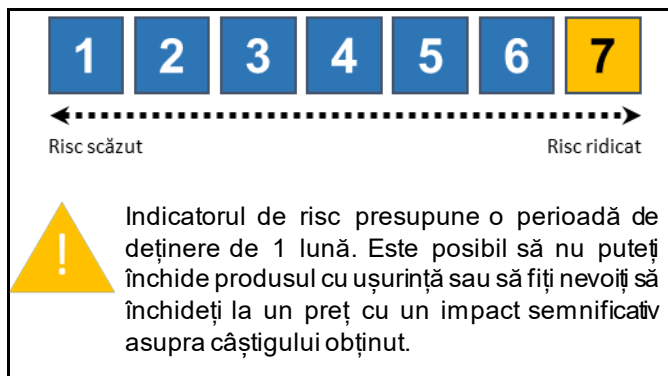 1 2 3 4 5 6 7
Risc scăzut Risc ridicat
!
Indicatorul de risc presupune o perioadă de
deținere de 1 lună. Este posibil să nu puteți
închide produsul cu ușurință sau să fiți nevoiți să
închideți la un preț cu un impact semnificativ
asupra câștigului obținut.